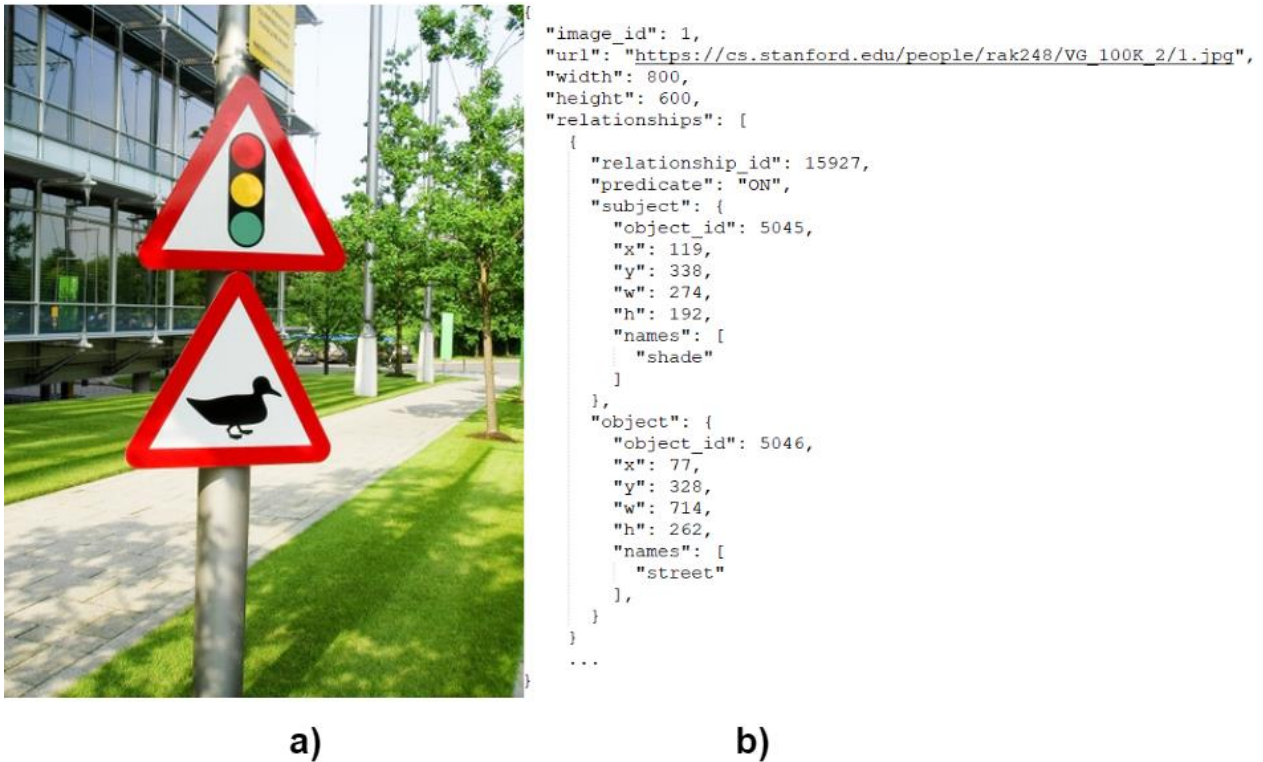 {
"image_id": 1,
"url": "https://cs.stanford.edu/people/rak248/VG_100K_2/1.jpg",
"width": 800,
"height": 600,
"relationships": [
{
"relationship_id": 15927,
"predicate": "ON",
"subject": {
"object_id": 5045,
"x": 119,
"y": 338,
"w": 274,
"h": 192,
"names": [
"shade"
]
},
"object": {
"object_id": 5046,
"x": 77,
"y": 328,
"w": 714,
"h": 262,
"names": [
"street"
],
}
}
...
}
a)
b)